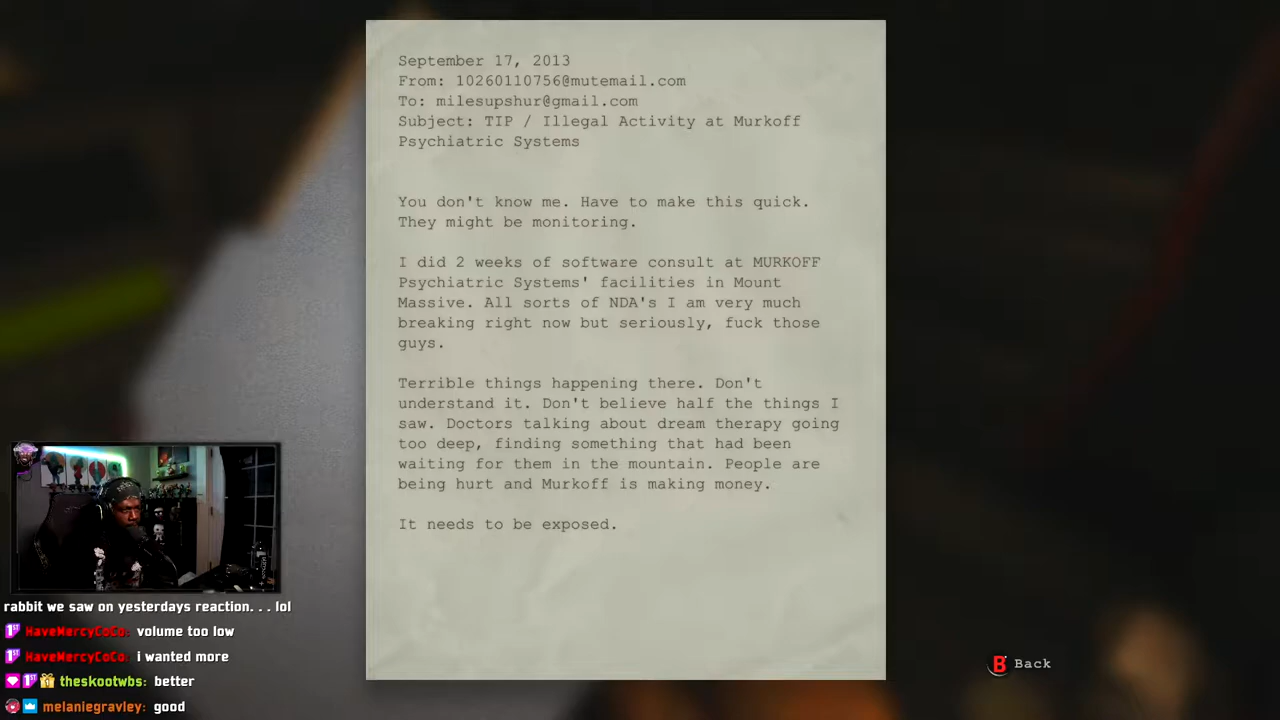 September 17, 2013
From: 10260110756@mutemail.com
To: milesupshur@gmail.com
Subject: TIP / Illegal Activity at Murkoff
Psychiatric Systems
You don't know me. Have to make this quick.
They might be monitoring.
I did 2 weeks of software consult at MURKOFF
Psychiatric Systems' facilities in Mount
Massive. All sorts of NDA's I am very much
breaking right now but seriously, fuck those
guys.
Terrible things happening there. Don't
understand it. Don't believe half the things I
saw. Doctors talking about dream therapy going
too deep, finding something that had been
waiting for them in the mountain. People are
being hurt and Murkoff is making money.
It needs to be exposed.
B Back
rabbit we saw on yesterdays reaction. . . lol
1ST HaveMercyCoCo: volume too low
1ST HaveMercyCoCo: i wanted more
1ST theskootwbs: better
melaniegravley: good